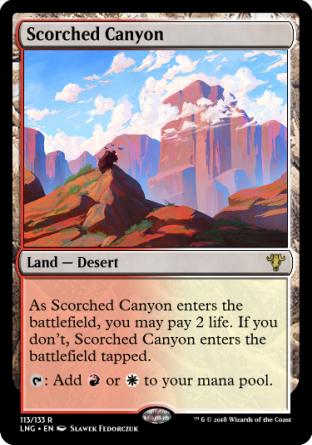 Scorched Canyon
Land — Desert
As Scorched Canyon enters the
battlefield, you may pay 2 life. If you
don't, Scorched Canyon enters the
battlefield tapped.
: Add or to your mana pool.
113/133 R
LNG • EN Slawek Fedorczuk
™ & © 2018 Wizards of the Coast